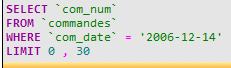 SELECT `com_num`
FROM `commandes`
WHERE `com_date` = '2006-12-14'
LIMIT 0 , 30